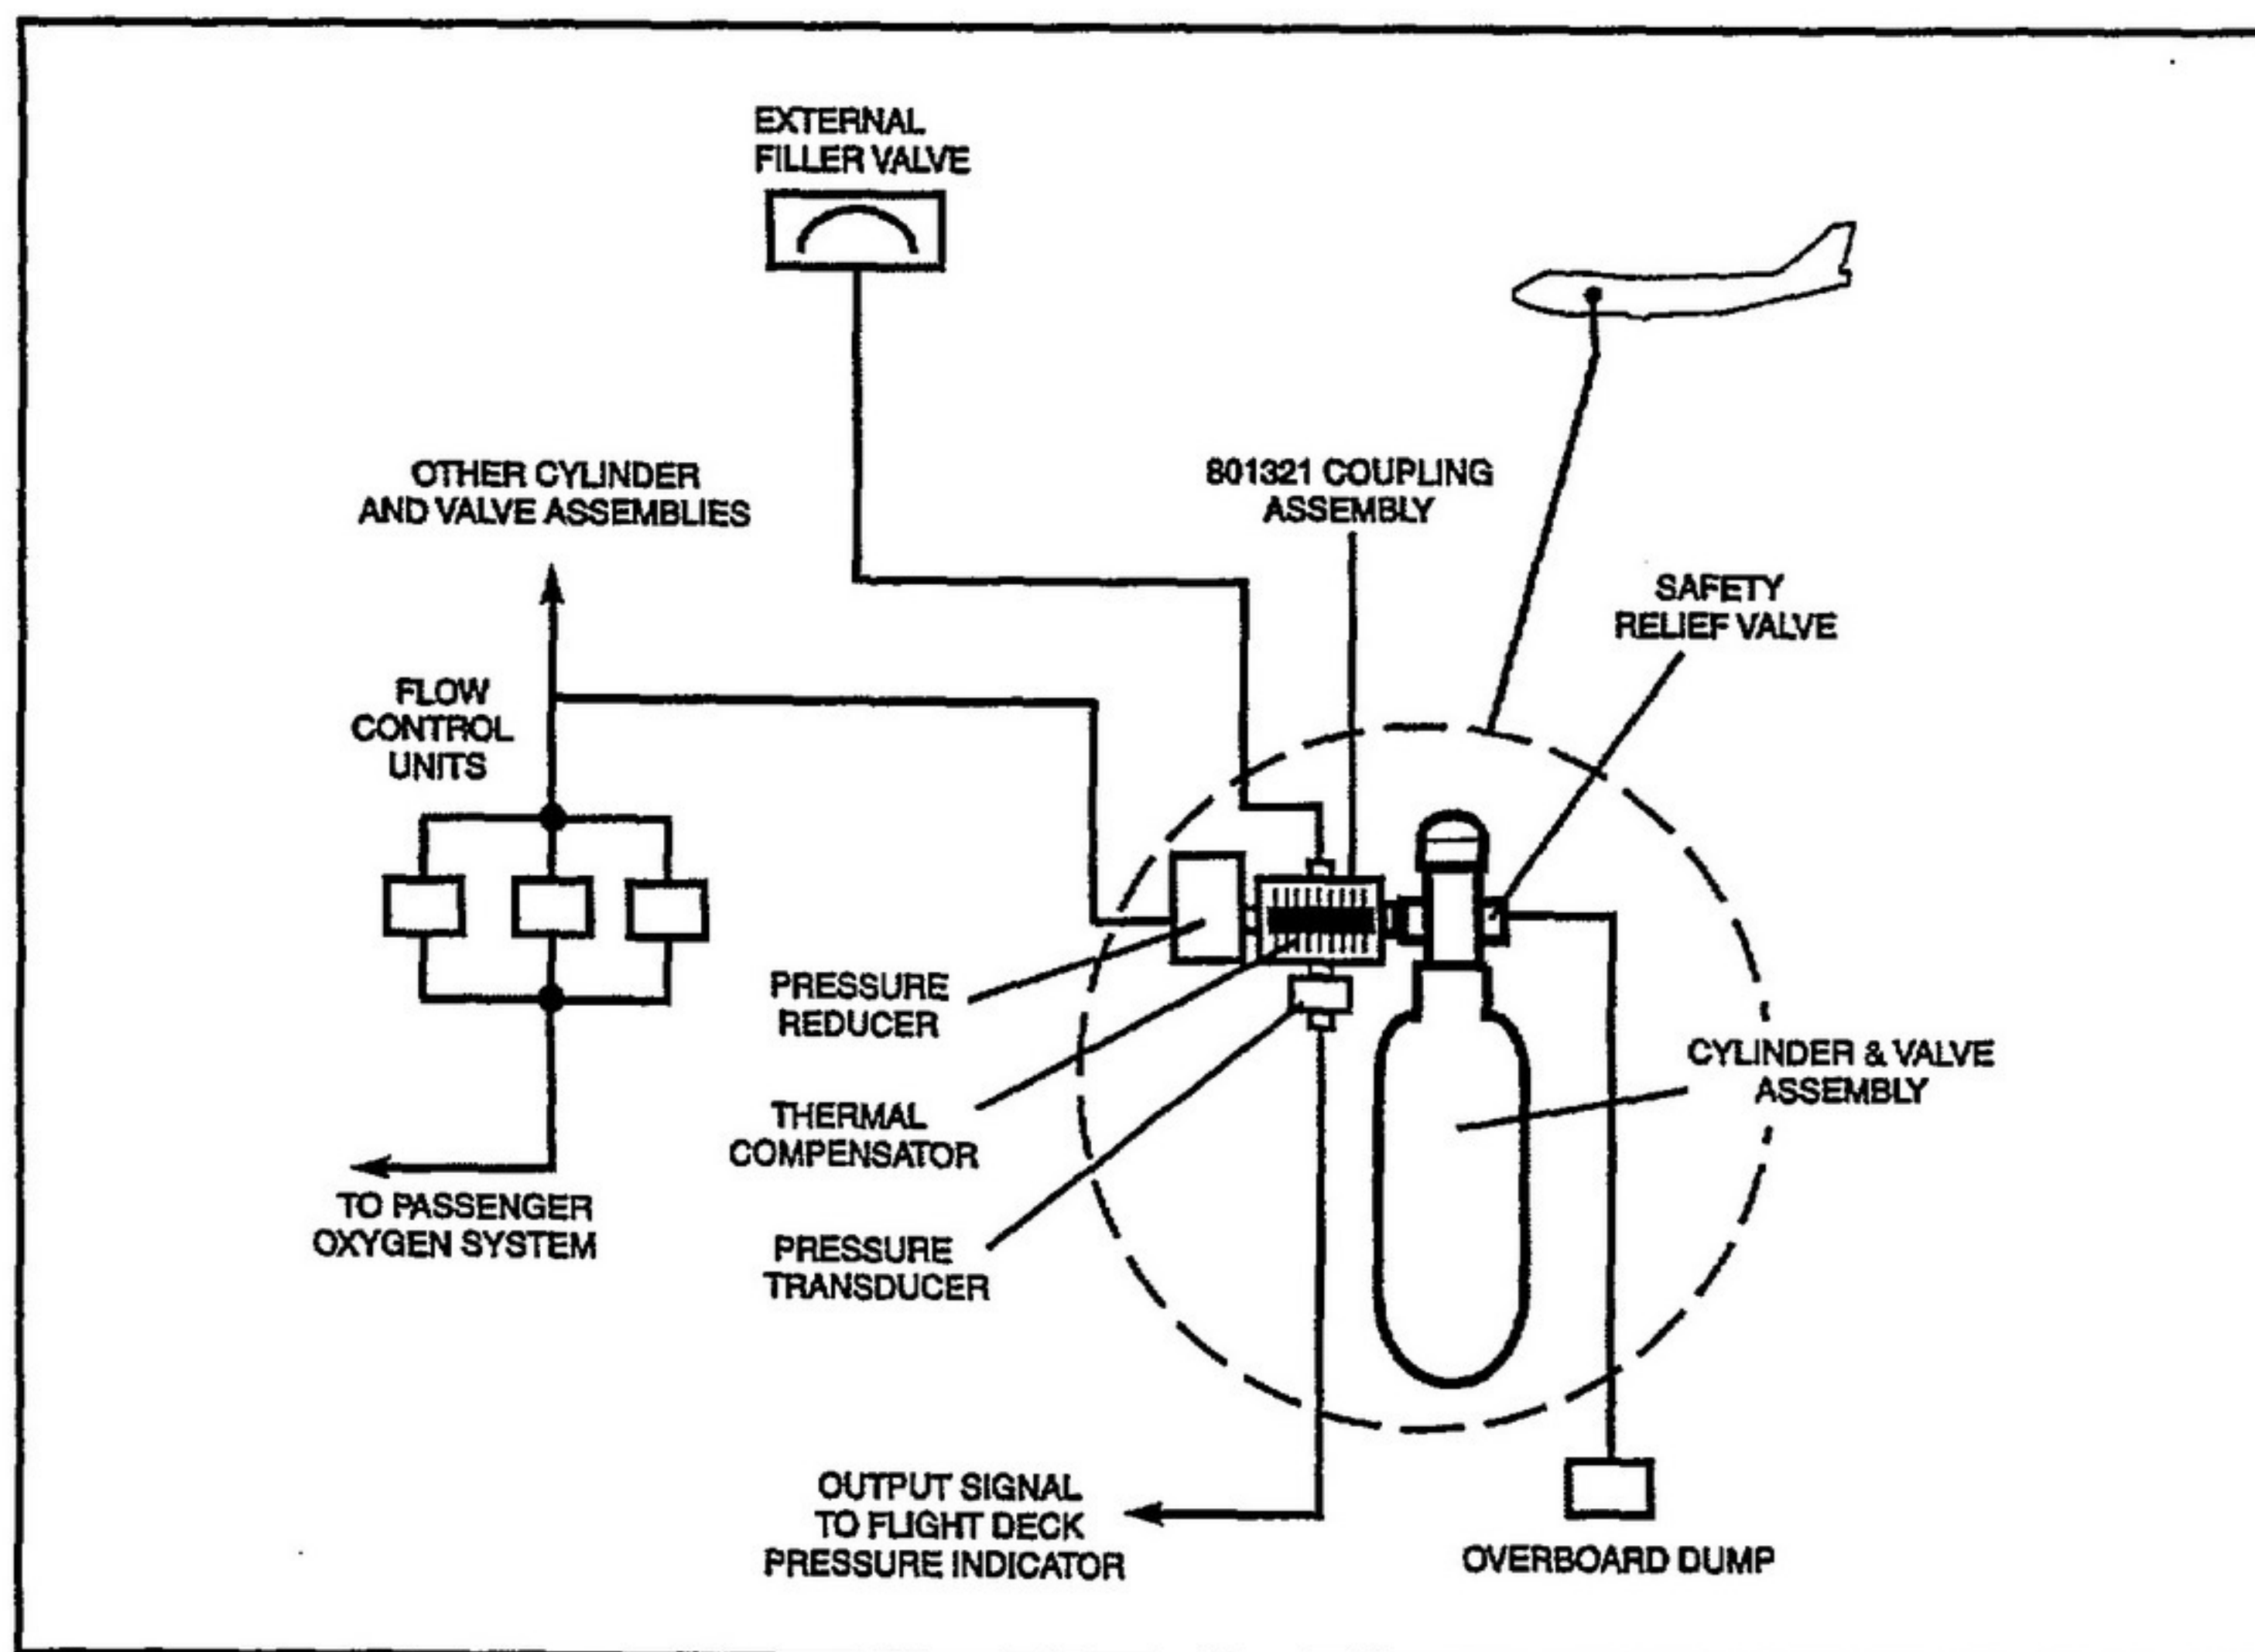 EXTERNAL
FILLER VALVE
OTHER CYLINDER
AND VALVE ASSEMBLIES
801321 COUPLING
ASSEMBLY
SAFETY
RELIEF VALVE
FLOW
CONTROL
UNITS
PRESSURE
REDUCER
THERMAL
COMPENSATOR
CYLINDER & VALVE
ASSEMBLY
TO PASSENGER
OXYGEN SYSTEM
PRESSURE
TRANSDUCER
OUTPUT SIGNAL
TO FLIGHT DECK
PRESSURE INDICATOR
OVERBOARD DUMP